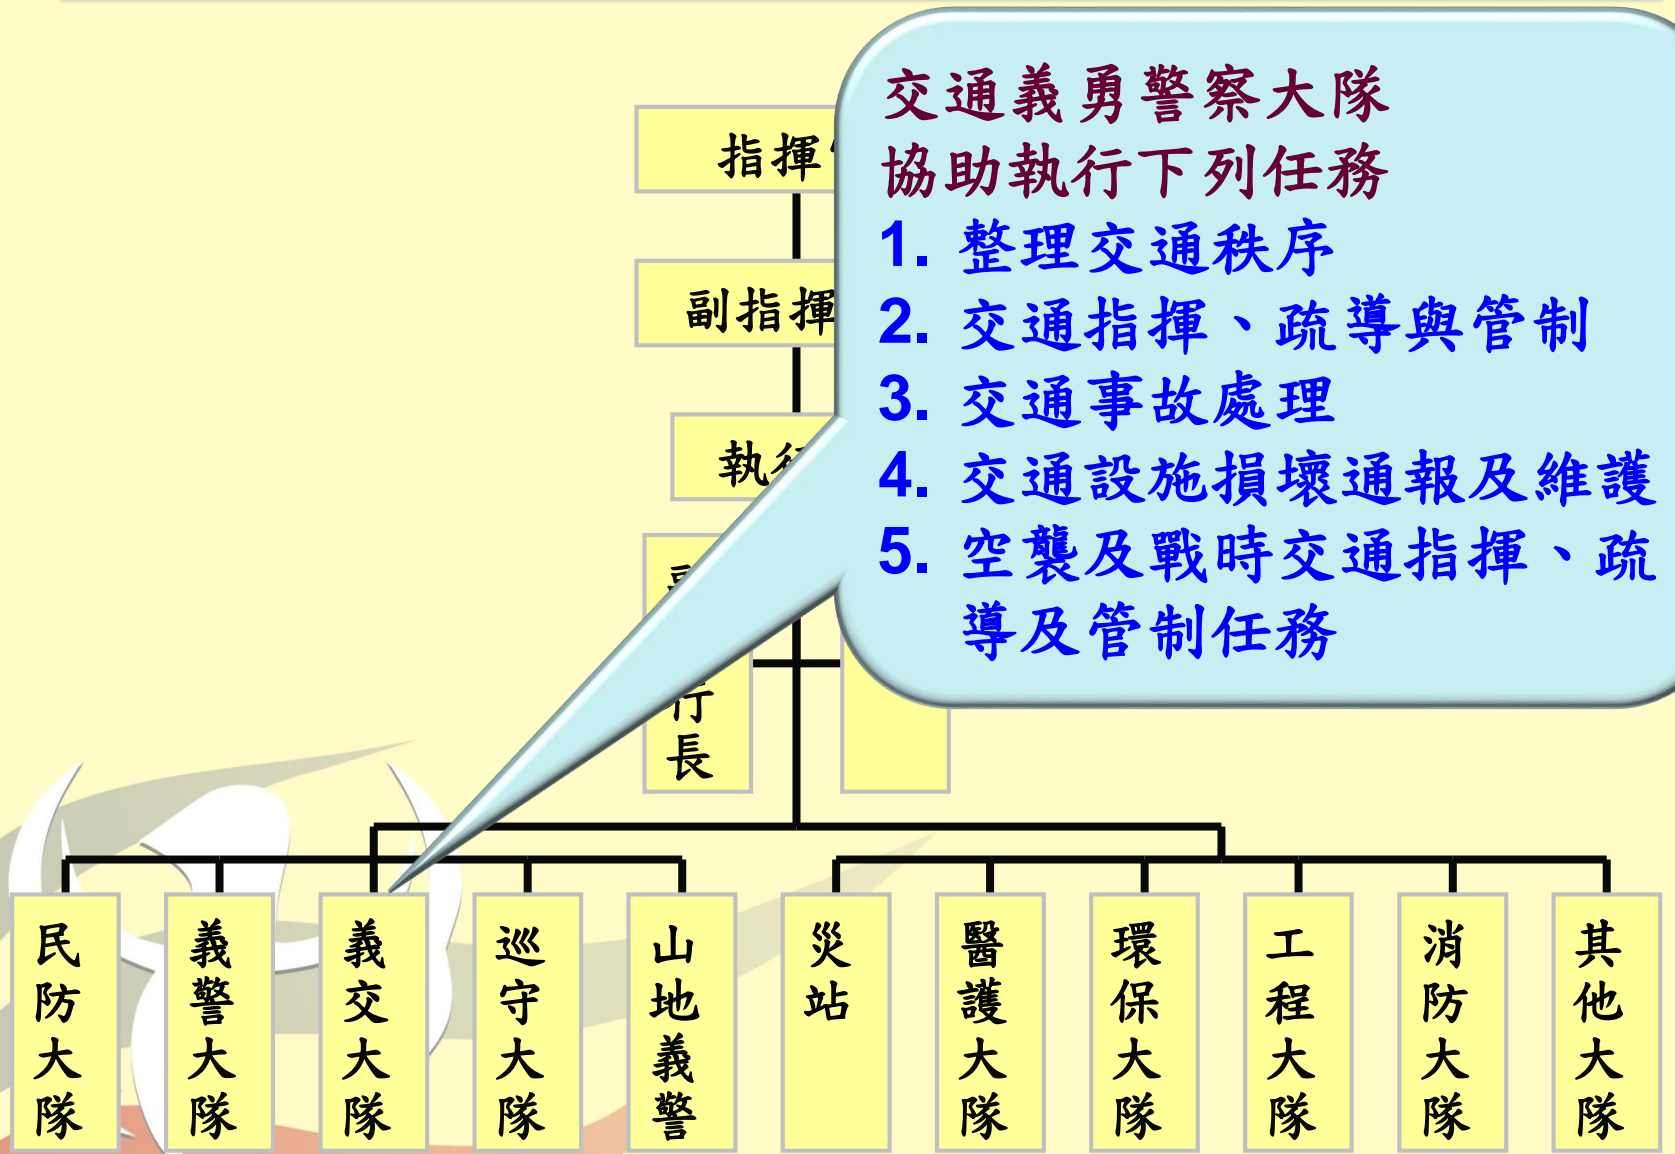 交通義勇警察大隊
協助執行下列任務
1. 整理交通秩序
2. 交通指揮、疏導與管制
3. 交通事故處理
4. 交通設施損壞通報及維護
5. 空襲及戰時交通指揮、疏
導及管制任務
指揮
副指揮
執行
行長
民防大隊
義警大隊
義交大隊
巡守大隊
山地義警
災站
醫護大隊
環保大隊
工程大隊
消防大隊
其他大隊